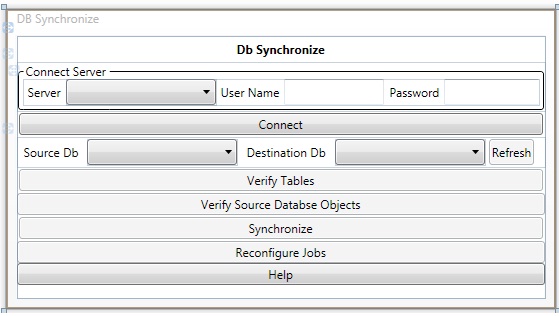 DB Synchronize
Db Synchronize
Connect Server
Server User Name Password
Connect
Source Db Destination Db Refresh
Verify Tables
Verify Source Databse Objects
Synchronize
Reconfigure Jobs
Help